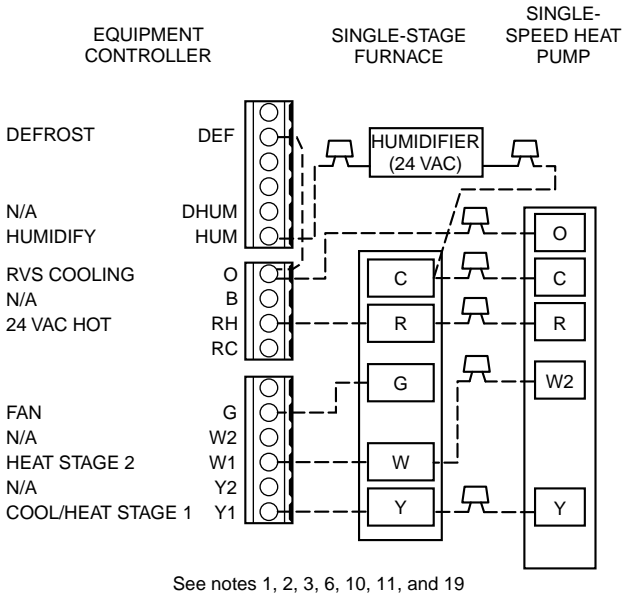 EQUIPMENT
CONTROLLER
SINGLE-STAGE
FURNACE
SINGLE-
SPEED HEAT
PUMP
DEFROST DEF
HUMIDIFIER
(24 VAC)
N/A DHUM
HUMIDIFY HUM
O
RVS COOLING O C C
N/A B
24 VAC HOT RH R R
RC
G W2
FAN G
N/A W2
HEAT STAGE 2 W1 W
N/A Y2
COOL/HEAT STAGE 1 Y1 Y Y
See notes 1, 2, 3, 6, 10, 11, and 19